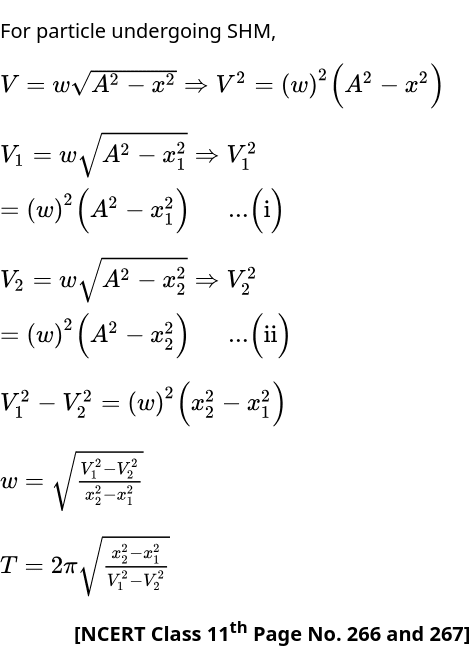 For particle undergoing SHM,
V = w√(A² − x²) ⇒ V² = (w)²(A² − x²)
V₁ = w√(A² − x₁²) ⇒ V₁²
= (w)²(A² − x₁²) ...(i)
V₂ = w√(A² − x₂²) ⇒ V₂²
= (w)²(A² − x₂²) ...(ii)
V₁² − V₂² = (w)²(x₂² − x₁²)
w = √((V₁²−V₂²)/(x₂²−x₁²))
T = 2π√((x₂²−x₁²)/(V₁²−V₂²))
[NCERT Class 11th Page No. 266 and 267]